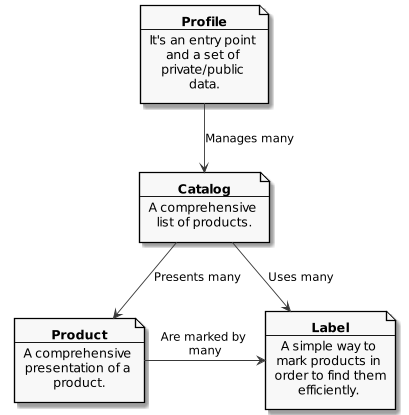 Profile
It's an entry point
and a set of
private/public
data.
Manages many
Catalog
A comprehensive
list of products.
Presents many
Uses many
Product
A comprehensive
presentation of a
product.
Are marked by
many
Label
A simple way to
mark products in
order to find them
efficiently.